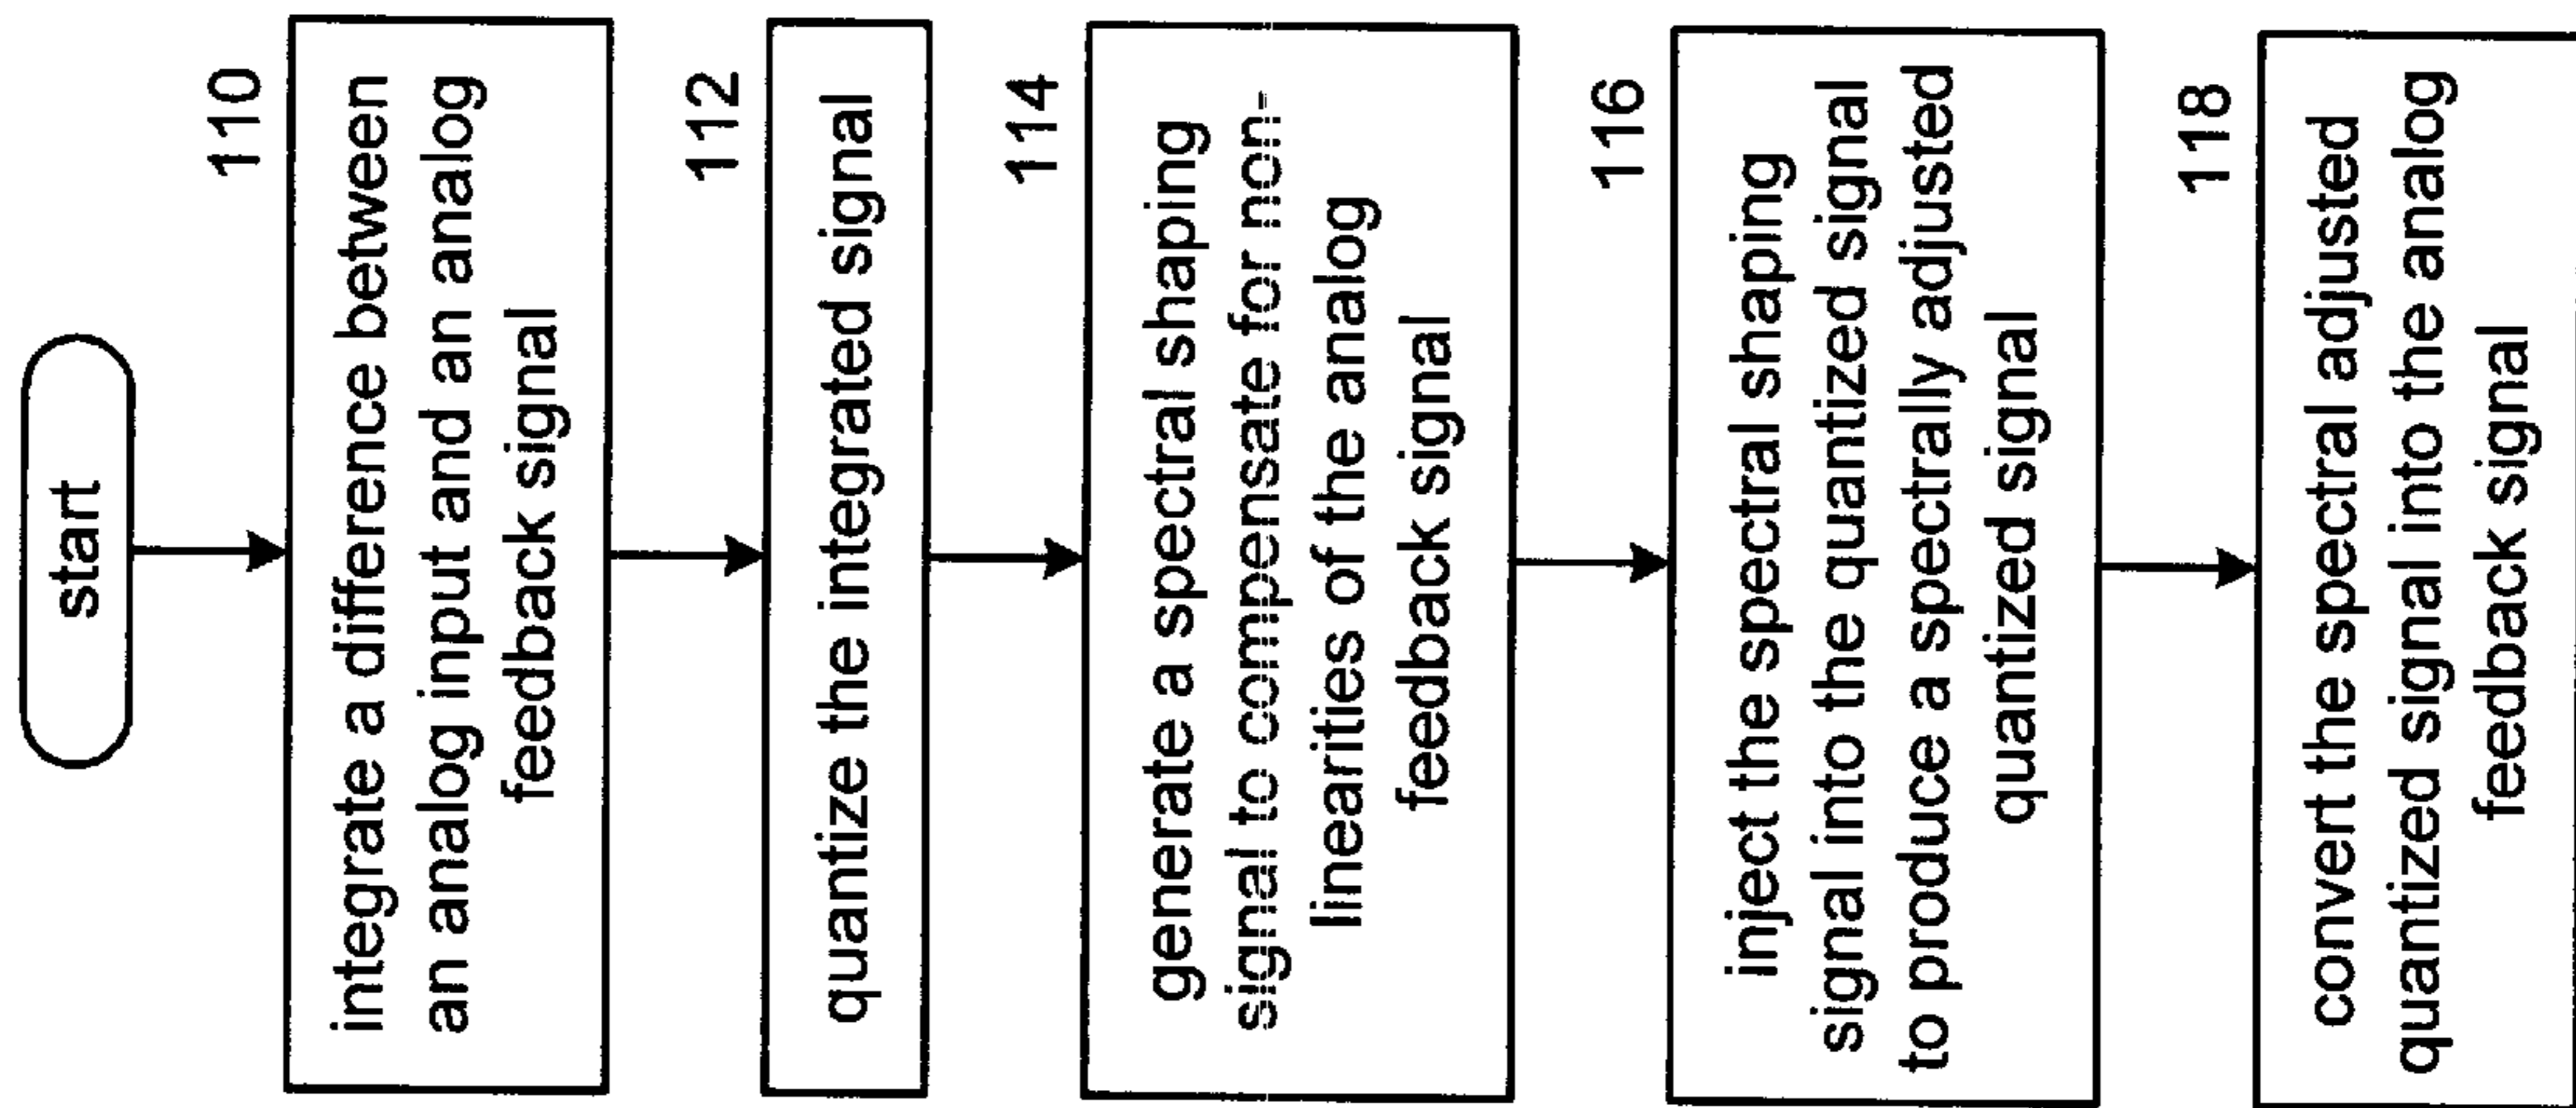 start
110
integrate a difference between
an analog input and an analog
feedback signal
112
quantize the integrated signal
114
generate a spectral shaping
signal to compensate for non-
linearities of the analog
feedback signal
116
inject the spectral shaping
signal into the quantized signal
to produce a spectrally adjusted
quantized signal
118
convert the spectral adjusted
quantized signal into the analog
feedback signal